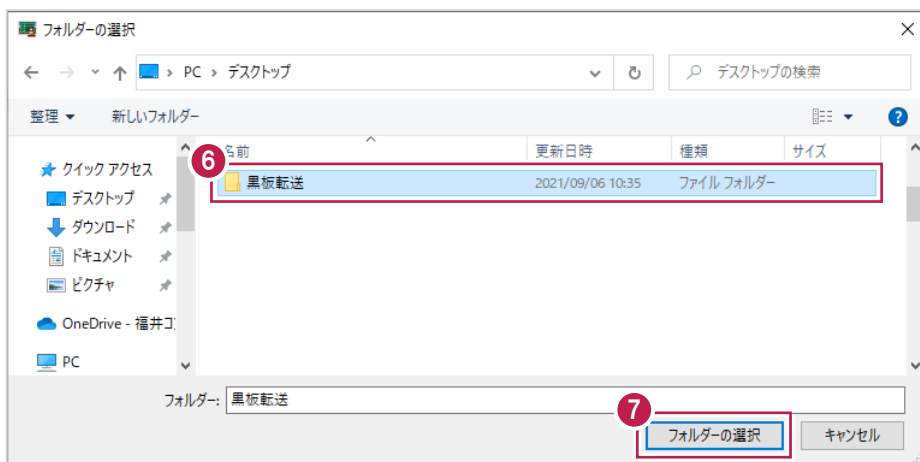 フォルダーの選択
PC › デスクトップ
デスクトップの検索
整理 新しいフォルダー
名前 更新日時 種類 サイズ
6
黒板転送 2021/09/06 10:35 ファイル フォルダー
クイック アクセス
デスクトップ
ダウンロード
ドキュメント
ピクチャ
OneDrive - 福井コ
PC
フォルダー: 黒板転送
7
フォルダーの選択 キャンセル